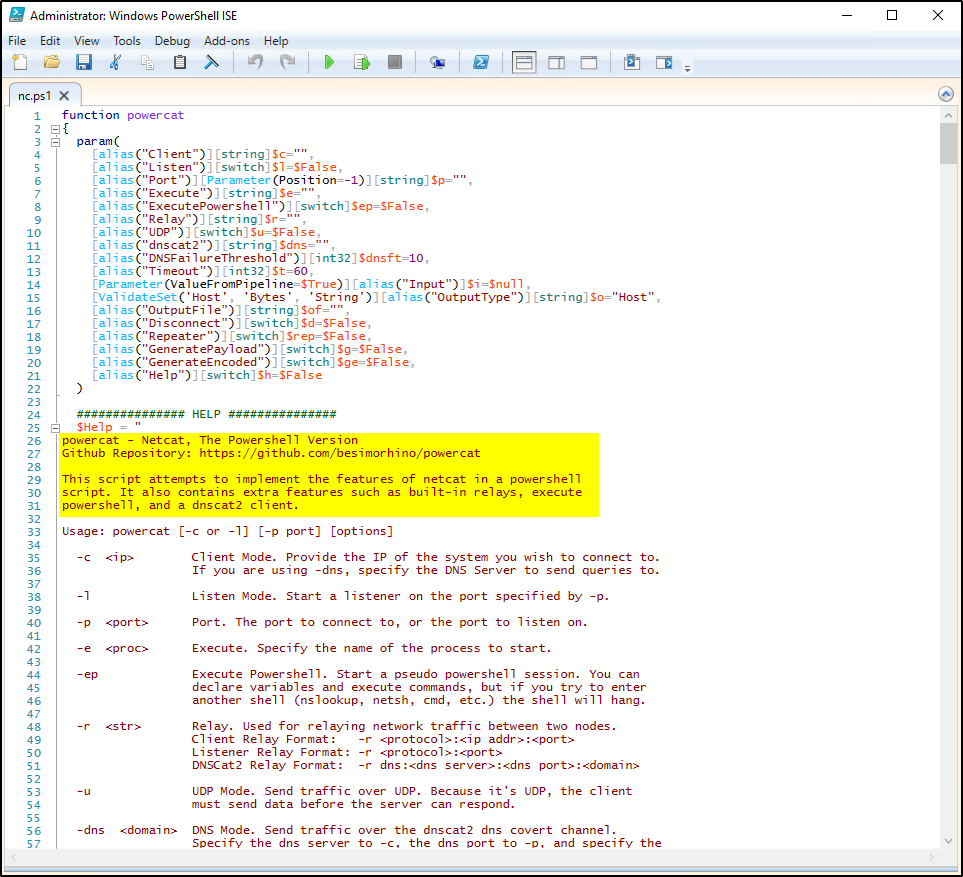 Administrator: Windows PowerShell ISE
File Edit View Tools Debug Add-ons Help
nc.ps1
1 function powercat
2 {
3   param(
4     [alias("Client")][string]$c="",
5     [alias("Listen")][switch]$l=$False,
6     [alias("Port")][Parameter(Position=-1)][string]$p="",
7     [alias("Execute")][string]$e="",
8     [alias("ExecutePowershell")][switch]$ep=$False,
9     [alias("Relay")][string]$r="",
10     [alias("UDP")][switch]$u=$False,
11     [alias("dnscat2")][string]$dns="",
12     [alias("DNSFailureThreshold")][int32]$dnsft=10,
13     [alias("Timeout")][int32]$t=60,
14     [Parameter(ValueFromPipeline=$True)][alias("Input")]$i=$null,
15     [ValidateSet('Host', 'Bytes', 'String')][alias("OutputType")][string]$o="Host",
16     [alias("OutputFile")][string]$of="",
17     [alias("Disconnect")][switch]$d=$False,
18     [alias("Repeater")][switch]$rep=$False,
19     [alias("GeneratePayload")][switch]$g=$False,
20     [alias("GenerateEncoded")][switch]$ge=$False,
21     [alias("Help")][switch]$h=$False
22   )
23
24   ############### HELP ###############
25   $Help = "
26 powercat - Netcat, The Powershell Version
27 Github Repository: https://github.com/besimorhino/powercat
28
29 This script attempts to implement the features of netcat in a powershell
30 script. It also contains extra features such as built-in relays, execute
31 powershell, and a dnscat2 client.
32
33 Usage: powercat [-c or -l] [-p port] [options]
34
35   -c  <ip>        Client Mode. Provide the IP of the system you wish to connect to.
36                   If you are using -dns, specify the DNS Server to send queries to.
37
38   -l              Listen Mode. Start a listener on the port specified by -p.
39
40   -p  <port>      Port. The port to connect to, or the port to listen on.
41
42   -e  <proc>      Execute. Specify the name of the process to start.
43
44   -ep             Execute Powershell. Start a pseudo powershell session. You can
45                   declare variables and execute commands, but if you try to enter
46                   another shell (nslookup, netsh, cmd, etc.) the shell will hang.
47
48   -r  <str>       Relay. Used for relaying network traffic between two nodes.
49                   Client Relay Format:   -r <protocol>:<ip addr>:<port>
50                   Listener Relay Format: -r <protocol>:<port>
51                   DNSCat2 Relay Format:  -r dns:<dns server>:<dns port>:<domain>
52
53   -u              UDP Mode. Send traffic over UDP. Because it's UDP, the client
54                   must send data before the server can respond.
55
56   -dns  <domain>  DNS Mode. Send traffic over the dnscat2 dns covert channel.
57                   Specify the dns server to -c, the dns port to -p, and specify the